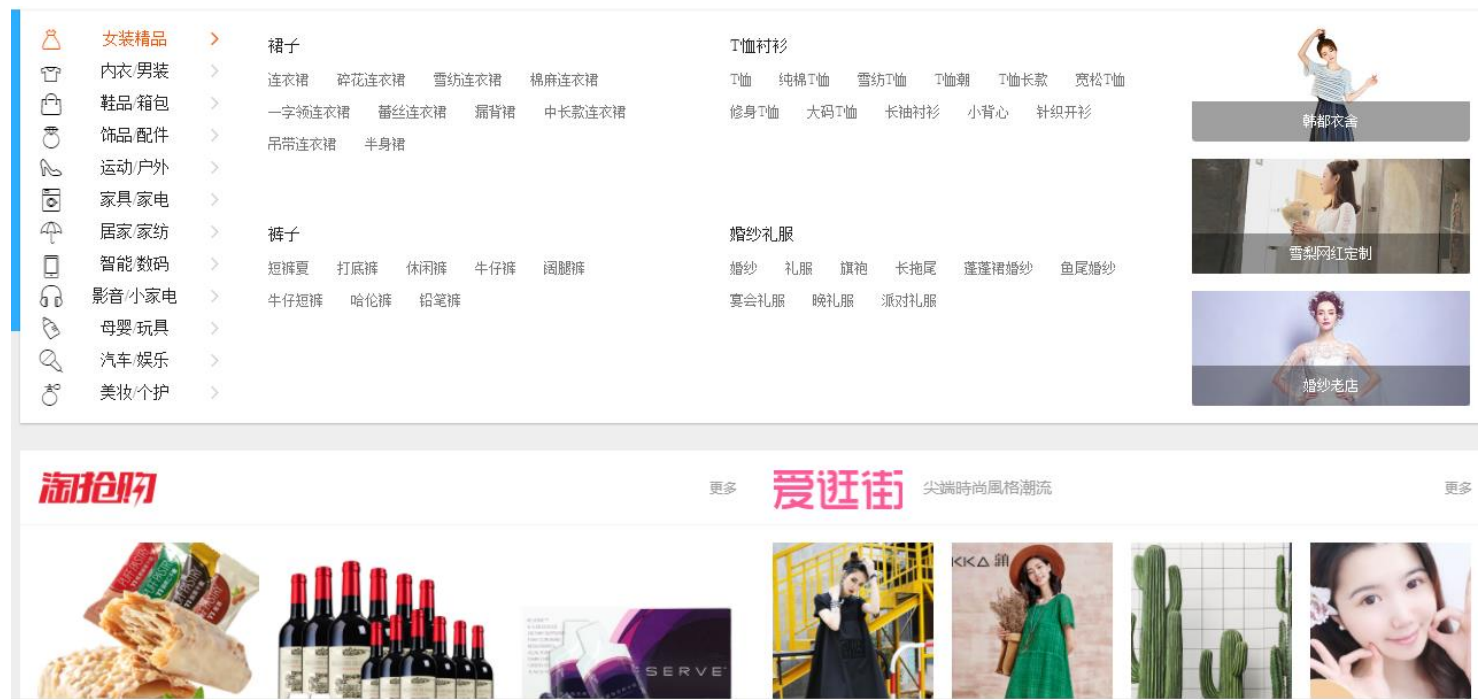 女装精品
内衣/男装
鞋品/箱包
饰品/配件
运动/户外
家具/家电
居家/家纺
智能/数码
影音/小家电
母婴/玩具
汽车/娱乐
美妆/个护
裙子
连衣裙 碎花连衣裙 雪纺连衣裙 棉麻连衣裙
一字领连衣裙 蕾丝连衣裙 漏背裙 中长款连衣裙
吊带连衣裙 半身裙
T恤衬衫
T恤 纯棉T恤 雪纺T恤 T恤潮 T恤长款 宽松T恤
修身T恤 大码T恤 长袖衬衫 小背心 针织开衫
裤子
短裤夏 打底裤 休闲裤 牛仔裤 阔腿裤
牛仔短裤 哈伦裤 铅笔裤
婚纱礼服
婚纱 礼服 旗袍 长拖尾 蓬蓬裙婚纱 鱼尾婚纱
宴会礼服 晚礼服 派对礼服
韩都衣舍
雪梨网红定制
婚纱老店
淘抢购 更多
爱逛街 尖端時尚風格潮流 更多
SERVE